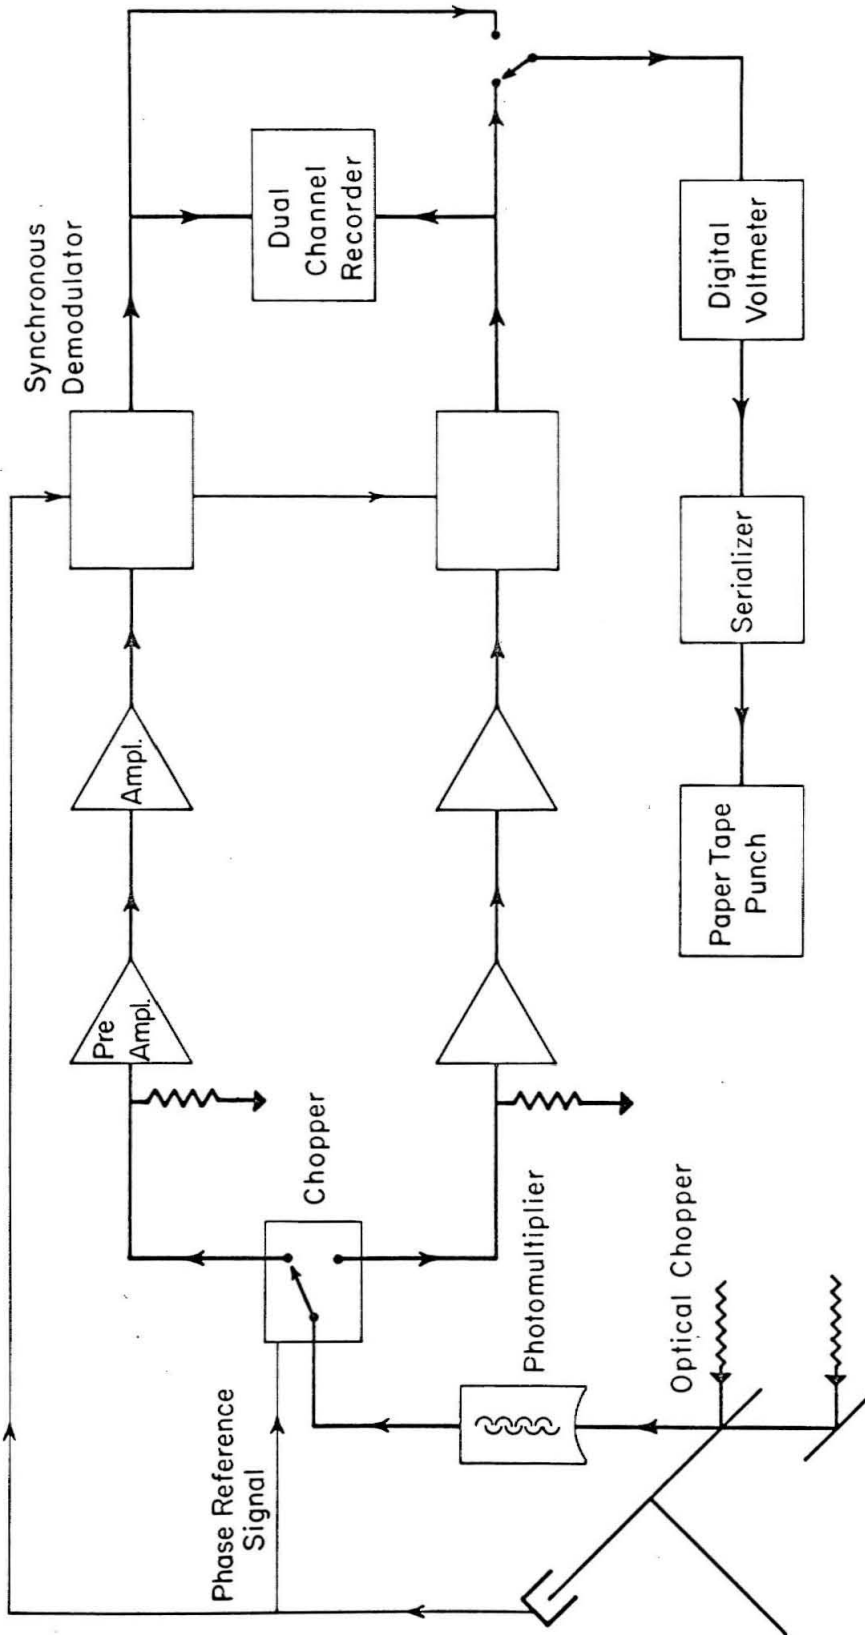 Synchronous
Demodulator
Dual
Channel
Recorder
Digital
Voltmeter
Ampl.
Serializer
Pre
Ampl.
Paper Tape
Punch
Chopper
Photomultiplier
Optical Chopper
Phase Reference
Signal